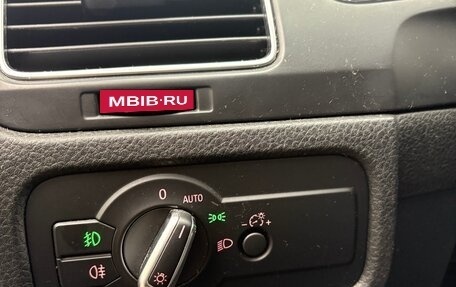 MBIB·RU
0
AUTO
- +